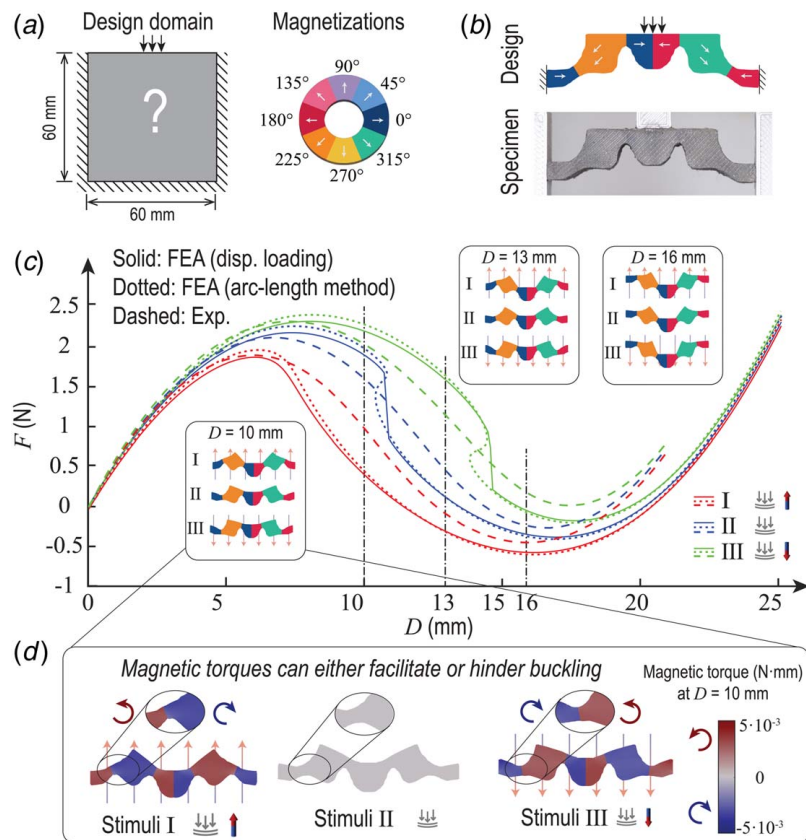 (a)
Design domain
60 mm
?
60 mm
Magnetizations
90°
135°
45°
180°
0°
225°
315°
270°
(b)
Design
Specimen
(c)
Solid: FEA (disp. loading)
Dotted: FEA (arc-length method)
Dashed: Exp.
D = 13 mm
I
II
III
D = 16 mm
I
II
III
D = 10 mm
I
II
III
F (N)
2.5
2
1.5
1
0.5
0
-0.5
-1
I
II
III
0
5
10
13
15
16
20
25
D (mm)
(d)
Magnetic torques can either facilitate or hinder buckling
Magnetic torque (N·mm)
at D = 10 mm
5·10⁻³
0
-5·10⁻³
Stimuli I
Stimuli II
Stimuli III